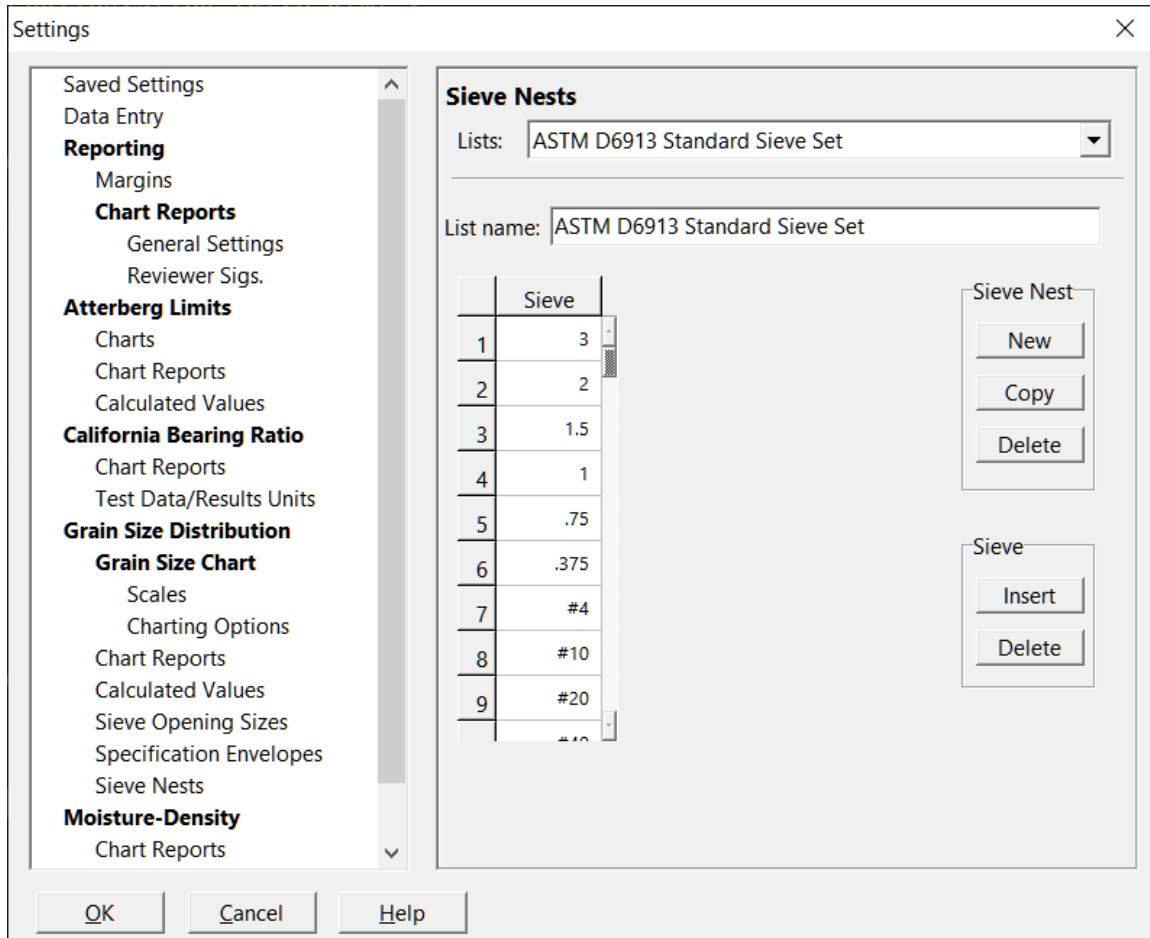 Settings
Saved Settings
Data Entry
Reporting
Margins
Chart Reports
General Settings
Reviewer Sigs.
Atterberg Limits
Charts
Chart Reports
Calculated Values
California Bearing Ratio
Chart Reports
Test Data/Results Units
Grain Size Distribution
Grain Size Chart
Scales
Charting Options
Chart Reports
Calculated Values
Sieve Opening Sizes
Specification Envelopes
Sieve Nests
Moisture-Density
Chart Reports
Sieve Nests
Lists: ASTM D6913 Standard Sieve Set
List name: ASTM D6913 Standard Sieve Set
Sieve
1 3
2 2
3 1.5
4 1
5 .75
6 .375
7 #4
8 #10
9 #20
Sieve Nest
New
Copy
Delete
Sieve
Insert
Delete
OK Cancel Help